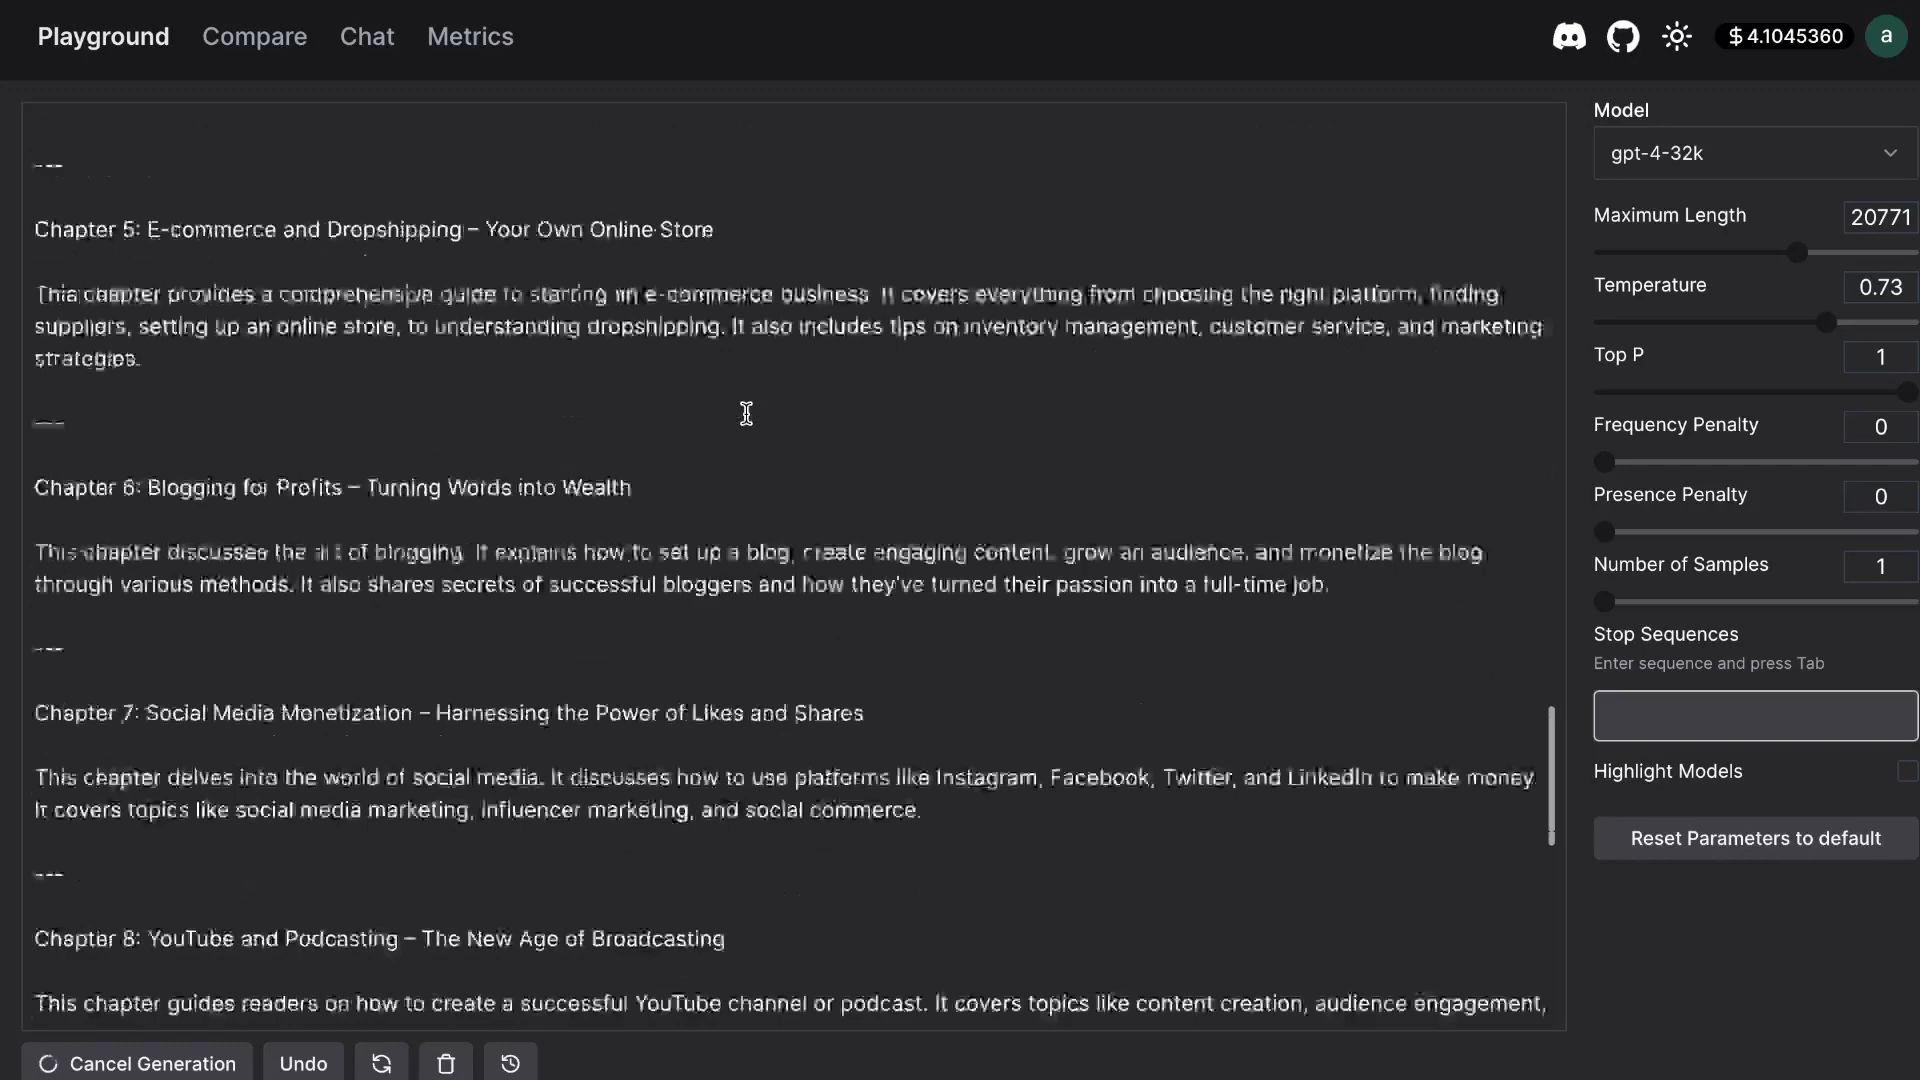 Playground Compare Chat Metrics $ 4.1045360 a
---
Chapter 5: E-commerce and Dropshipping – Your Own Online Store
This chapter provides a comprehensive guide to starting an e-commerce business. It covers everything from choosing the right platform, finding
suppliers, setting up an online store, to understanding dropshipping. It also includes tips on inventory management, customer service, and marketing
strategies.
---
Chapter 6: Blogging for Profits – Turning Words into Wealth
This chapter discusses the art of blogging. It explains how to set up a blog, create engaging content, grow an audience, and monetize the blog
through various methods. It also shares secrets of successful bloggers and how they've turned their passion into a full-time job.
---
Chapter 7: Social Media Monetization – Harnessing the Power of Likes and Shares
This chapter delves into the world of social media. It discusses how to use platforms like Instagram, Facebook, Twitter, and LinkedIn to make money.
It covers topics like social media marketing, influencer marketing, and social commerce.
---
Chapter 8: YouTube and Podcasting – The New Age of Broadcasting
This chapter guides readers on how to create a successful YouTube channel or podcast. It covers topics like content creation, audience engagement,
Cancel Generation Undo
Model
gpt-4-32k
Maximum Length 20771
Temperature 0.73
Top P 1
Frequency Penalty 0
Presence Penalty 0
Number of Samples 1
Stop Sequences
Enter sequence and press Tab
Highlight Models
Reset Parameters to default